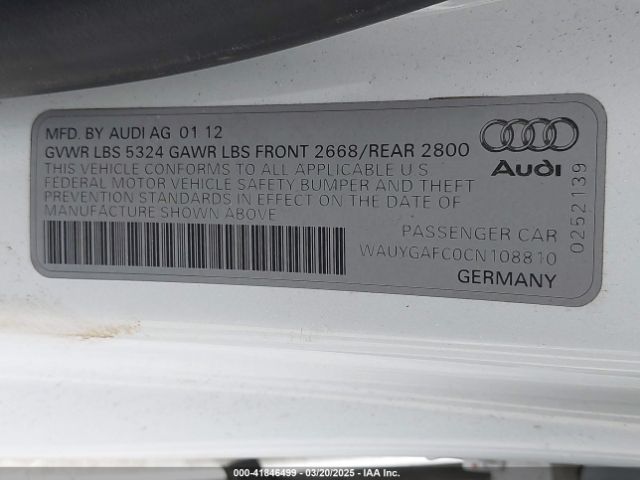 MFD. BY AUDI AG 01 12
GVWR LBS 5324 GAWR LBS FRONT 2668/REAR 2800
THIS VEHICLE CONFORMS TO ALL APPLICABLE U S
FEDERAL MOTOR VEHICLE SAFETY BUMPER AND THEFT
PREVENTION STANDARDS IN EFFECT ON THE DATE OF
MANUFACTURE SHOWN ABOVE
Audi
0252139
PASSENGER CAR
WAUYGAFC0CN108810
GERMANY
000-41846499 - 03/20/2025 - IAAI.COM